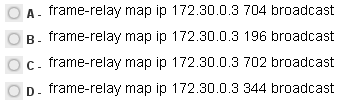 A - frame-relay map ip 172.30.0.3 704 broadcast
B - frame-relay map ip 172.30.0.3 196 broadcast
C - frame-relay map ip 172.30.0.3 702 broadcast
D - frame-relay map ip 172.30.0.3 344 broadcast